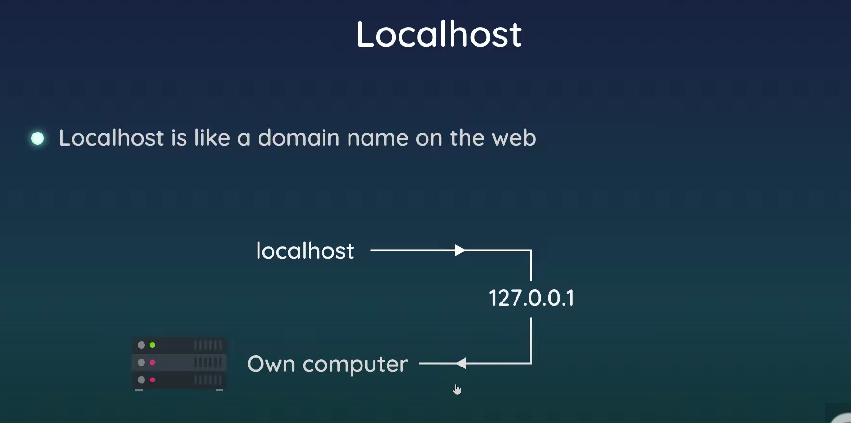 Localhost
Localhost is like a domain name on the web
localhost
127.0.0.1
Own computer